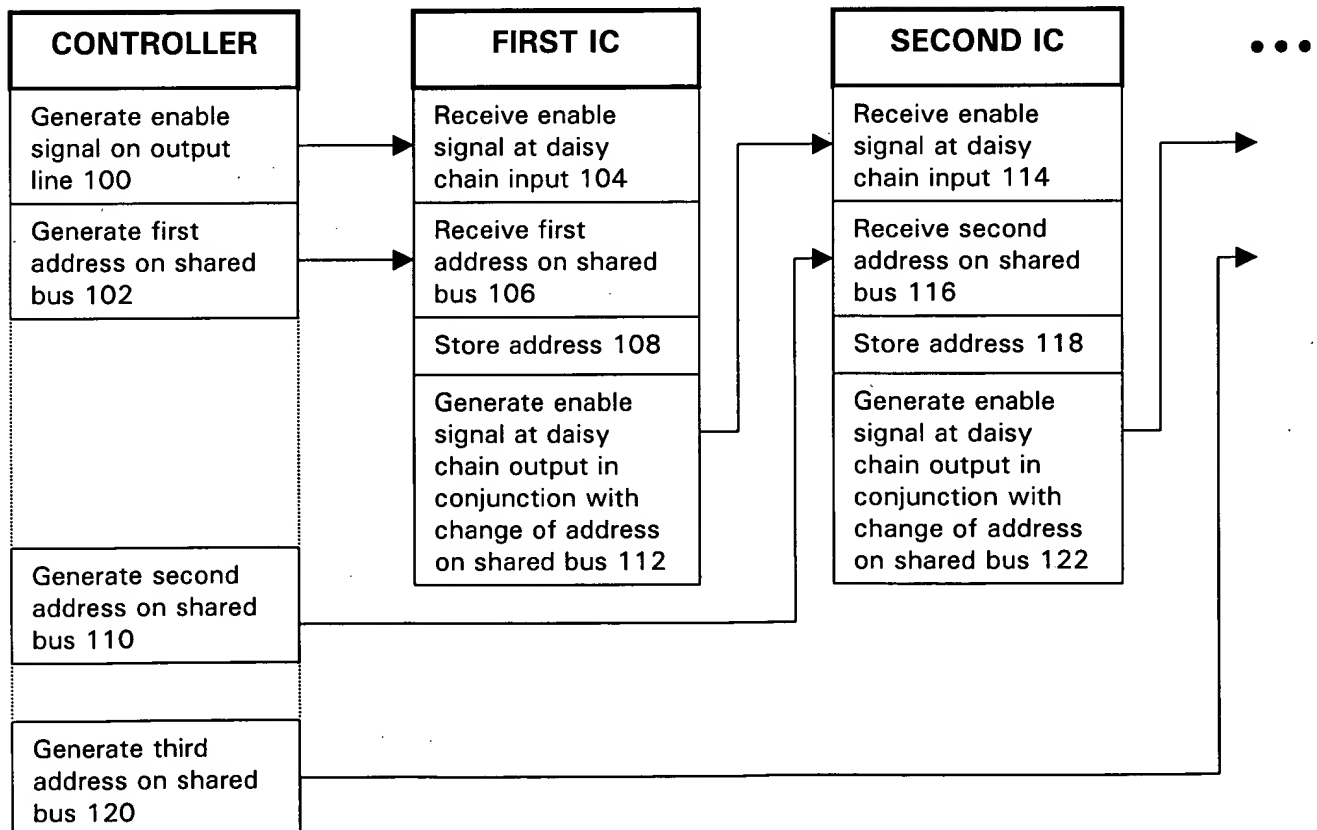 CONTROLLER
Generate enable
signal on output
line 100
Generate first
address on shared
bus 102
Generate second
address on shared
bus 110
Generate third
address on shared
bus 120
FIRST IC
Receive enable
signal at daisy
chain input 104
Receive first
address on shared
bus 106
Store address 108
Generate enable
signal at daisy
chain output in
conjunction with
change of address
on shared bus 112
SECOND IC
Receive enable
signal at daisy
chain input 114
Receive second
address on shared
bus 116
Store address 118
Generate enable
signal at daisy
chain output in
conjunction with
change of address
on shared bus 122